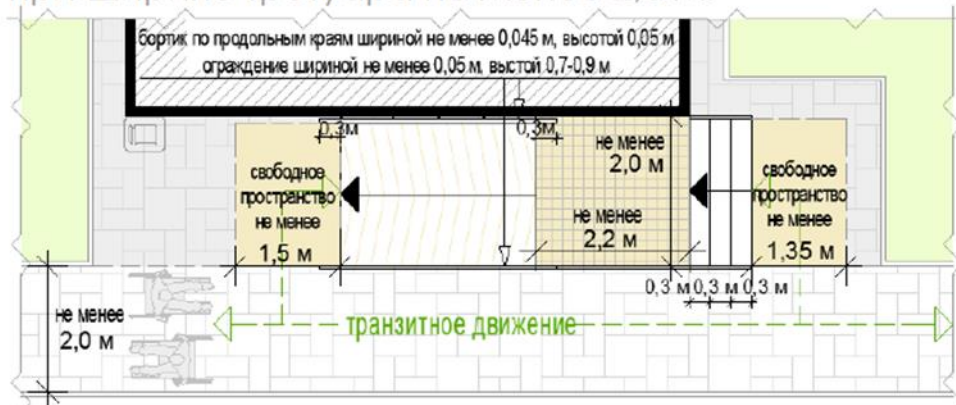 бортик по продольным краям шириной не менее 0,045 м, высотой 0,05 м
ограждение шириной не менее 0,05 м, выстой 0,7-0,9 м
0,3м
0,3м
не менее
2,0 м
свободное
пространство
не менее
1,5 м
не менее
2,2 м
свободное
пространство
не менее
1,35 м
0,3 м 0,3 м 0,3 м
не менее
2,0 м
транзитное движение